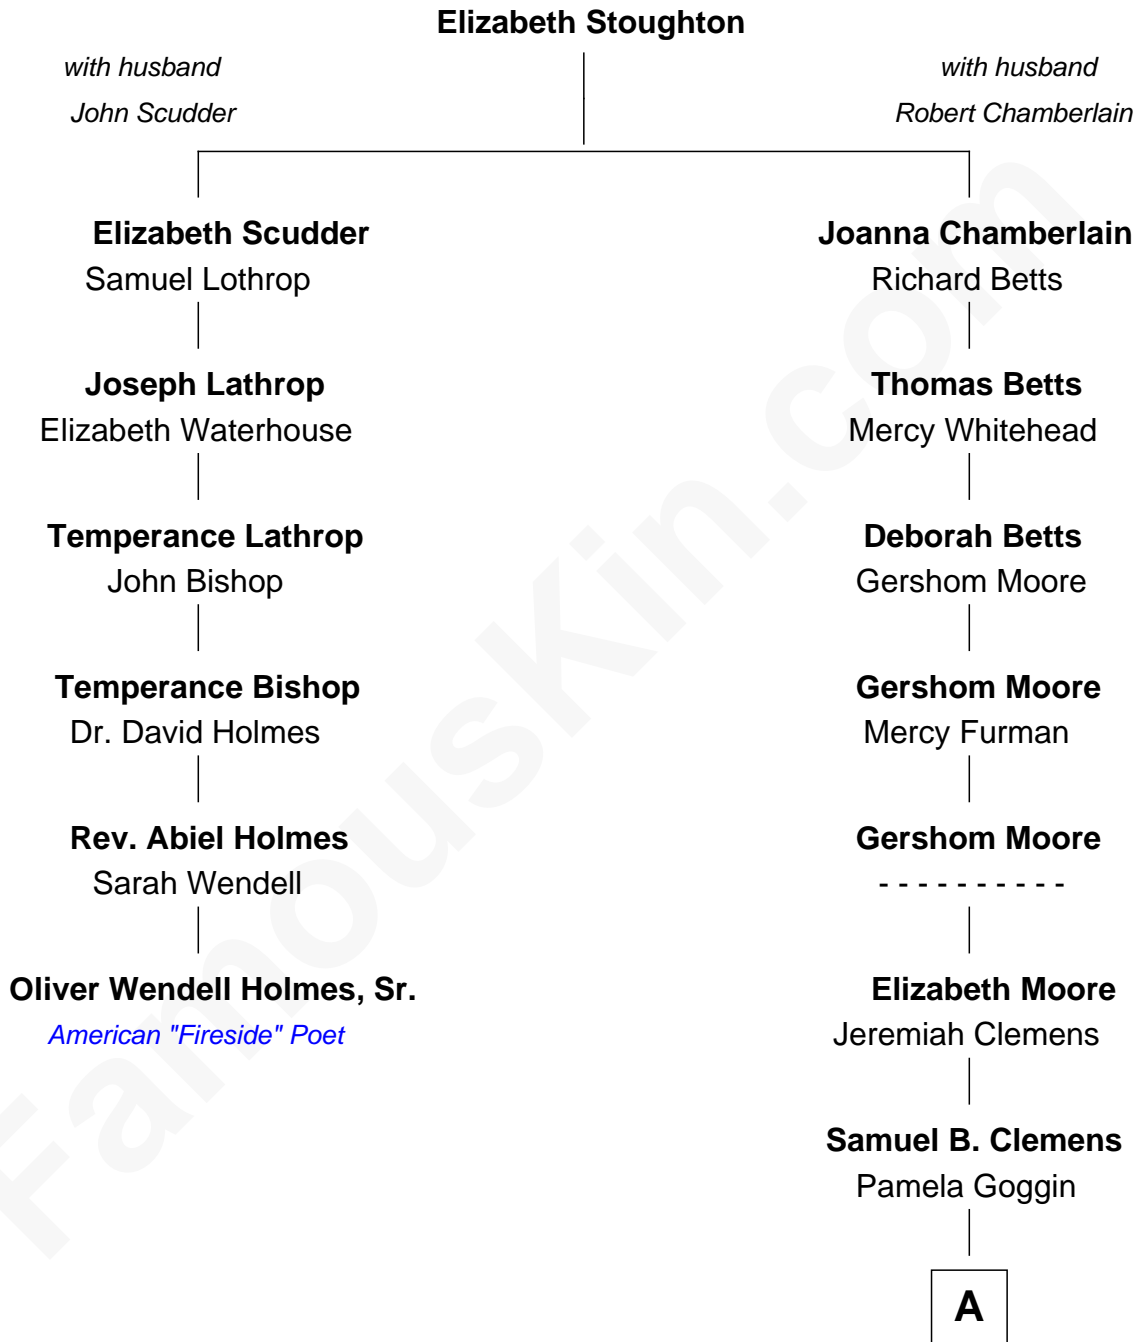 Elizabeth Stoughton
with husband
John Scudder
with husband
Robert Chamberlain
Elizabeth Scudder
Samuel Lothrop
Joseph Lathrop
Elizabeth Waterhouse
Temperance Lathrop
John Bishop
Temperance Bishop
Dr. David Holmes
Rev. Abiel Holmes
Sarah Wendell
Oliver Wendell Holmes, Sr.
American "Fireside" Poet
Joanna Chamberlain
Richard Betts
Thomas Betts
Mercy Whitehead
Deborah Betts
Gershom Moore
Gershom Moore
Mercy Furman
Gershom Moore
- - - - - - - - - -
Elizabeth Moore
Jeremiah Clemens
Samuel B. Clemens
Pamela Goggin
A
FamousKin.com